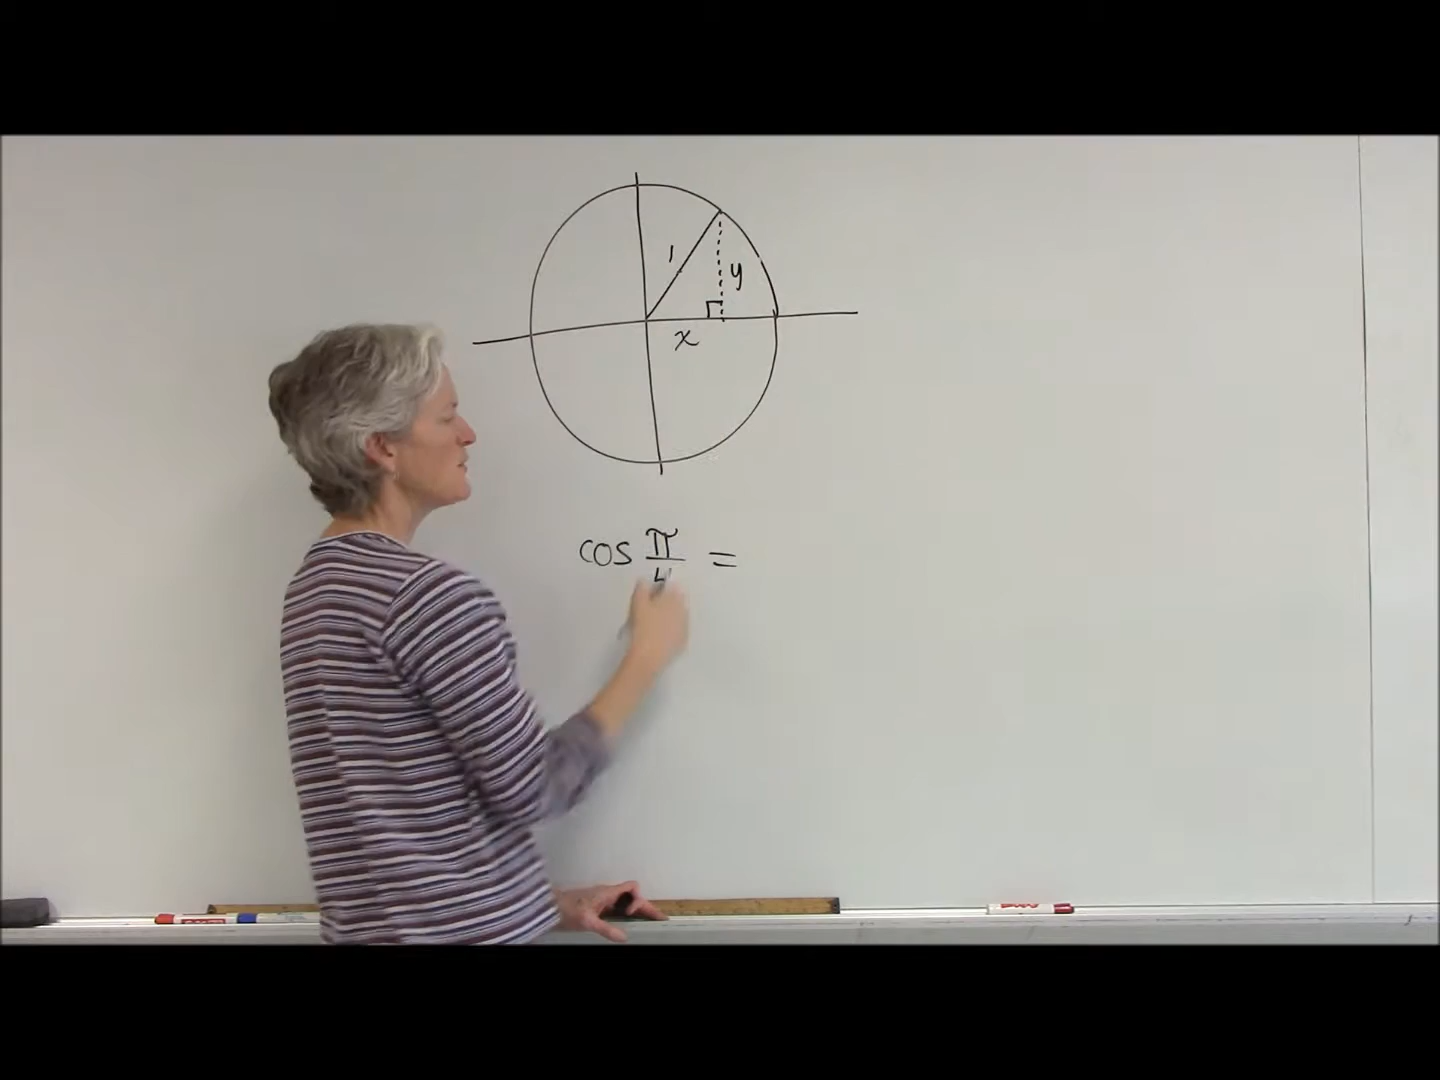 1
y
x
cos π/4 =